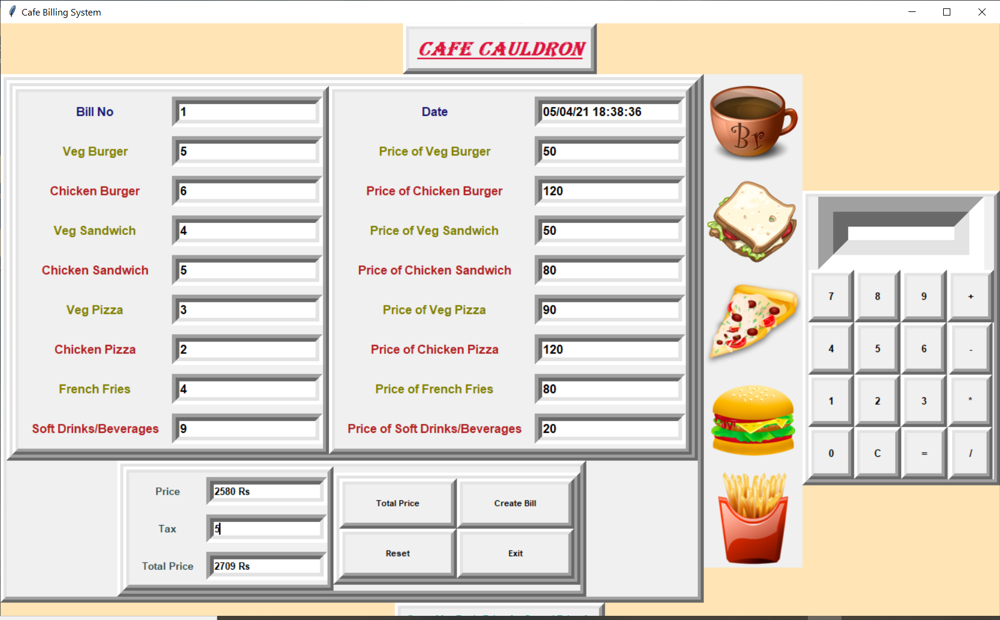 Cafe Billing System
CAFE CAULDRON
Bill No 1 Date 05/04/21 18:38:36
Veg Burger 5 Price of Veg Burger 50
Chicken Burger 6 Price of Chicken Burger 120
Veg Sandwich 4 Price of Veg Sandwich 50
Chicken Sandwich 5 Price of Chicken Sandwich 80
Veg Pizza 3 Price of Veg Pizza 90
Chicken Pizza 2 Price of Chicken Pizza 120
French Fries 4 Price of French Fries 80
Soft Drinks/Beverages 9 Price of Soft Drinks/Beverages 20
Price 2580 Rs
Tax 5
Total Price 2709 Rs
Total Price Create Bill
Reset Exit
Br
7 8 9 +
4 5 6 -
1 2 3 *
0 C = /